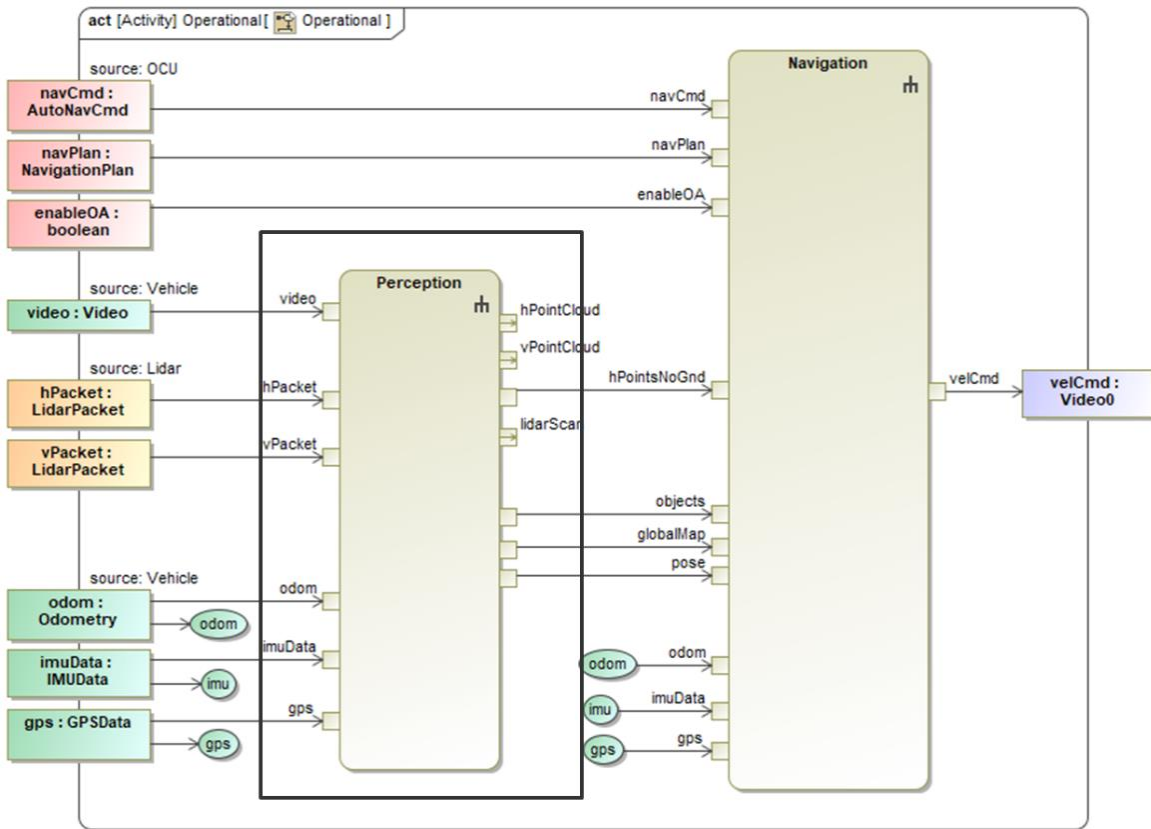 act [Activity] Operational[ Operational ]
source: OCU
navCmd :
AutoNavCmd
navPlan :
NavigationPlan
enableOA :
boolean
source: Vehicle
video : Video
source: Lidar
hPacket :
LidarPacket
vPacket :
LidarPacket
source: Vehicle
odom :
Odometry
odom
imuData :
IMUData
imu
gps : GPSData
gps
Perception
video
hPacket
vPacket
odom
imuData
gps
hPointCloud
vPointCloud
lidarScan
Navigation
navCmd
navPlan
enableOA
hPointsNoGnd
objects
globalMap
pose
odom
odom
imu
imuData
gps
gps
velCmd
velCmd :
Video0